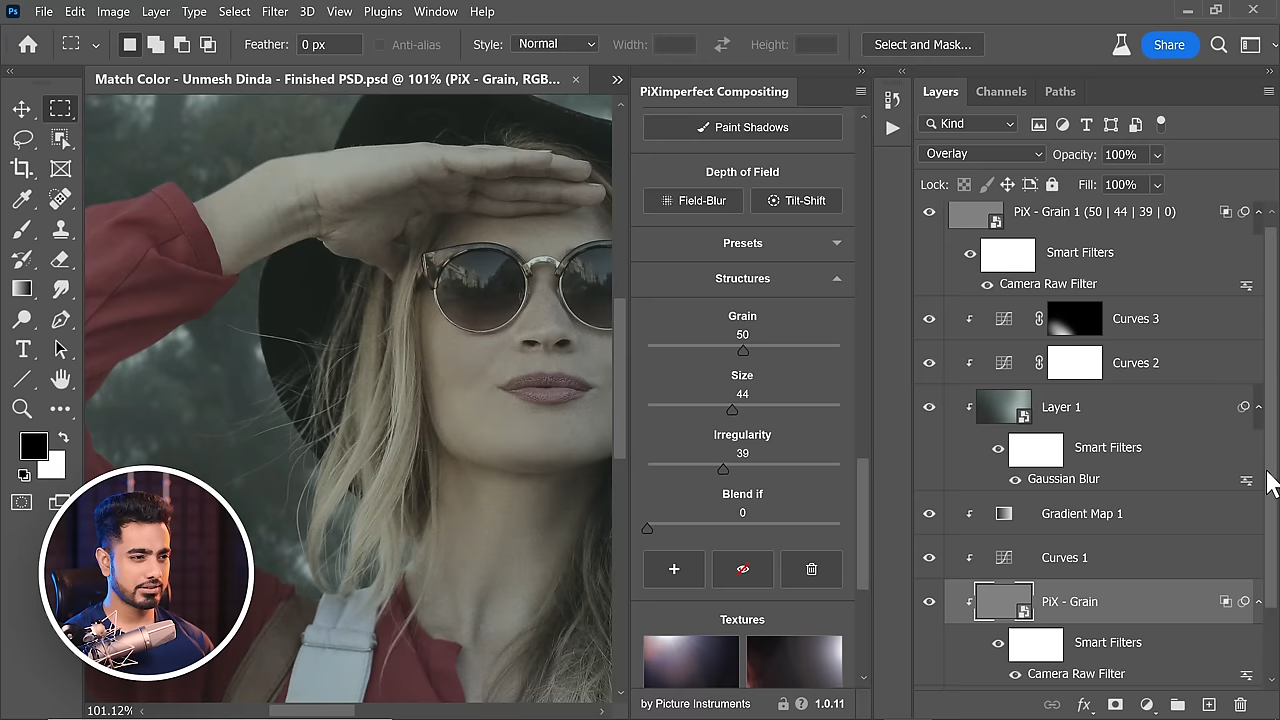 Ps File Edit Image Layer Type Select Filter 3D View Plugins Window Help
Feather: 0 px Anti-alias Style: Normal Width: Height: Select and Mask... Share
Match Color - Unmesh Dinda - Finished PSD.psd @ 101% (PiX - Grain, RGB...
PiXimperfect Compositing
Paint Shadows
Depth of Field
Field-Blur Tilt-Shift
Presets
Structures
Grain
50
Size
44
Irregularity
39
Blend if
0
Textures
by Picture Instruments 1.0.11
Layers Channels Paths
Kind
Overlay Opacity: 100%
Lock: Fill: 100%
PiX - Grain 1 (50 | 44 | 39 | 0)
Smart Filters
Camera Raw Filter
Curves 3
Curves 2
Layer 1
Smart Filters
Gaussian Blur
Gradient Map 1
Curves 1
PiX - Grain
Smart Filters
Camera Raw Filter
fx
101.12%